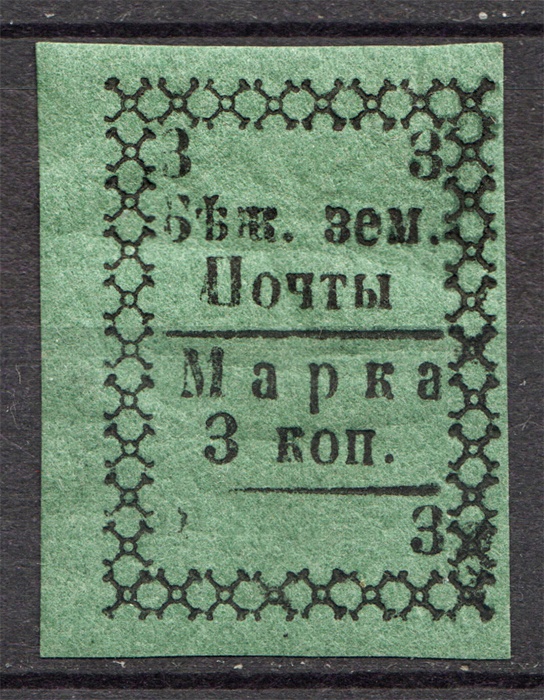 3 3
Бѣж. зем.
Почты
Марка
3 коп.
3